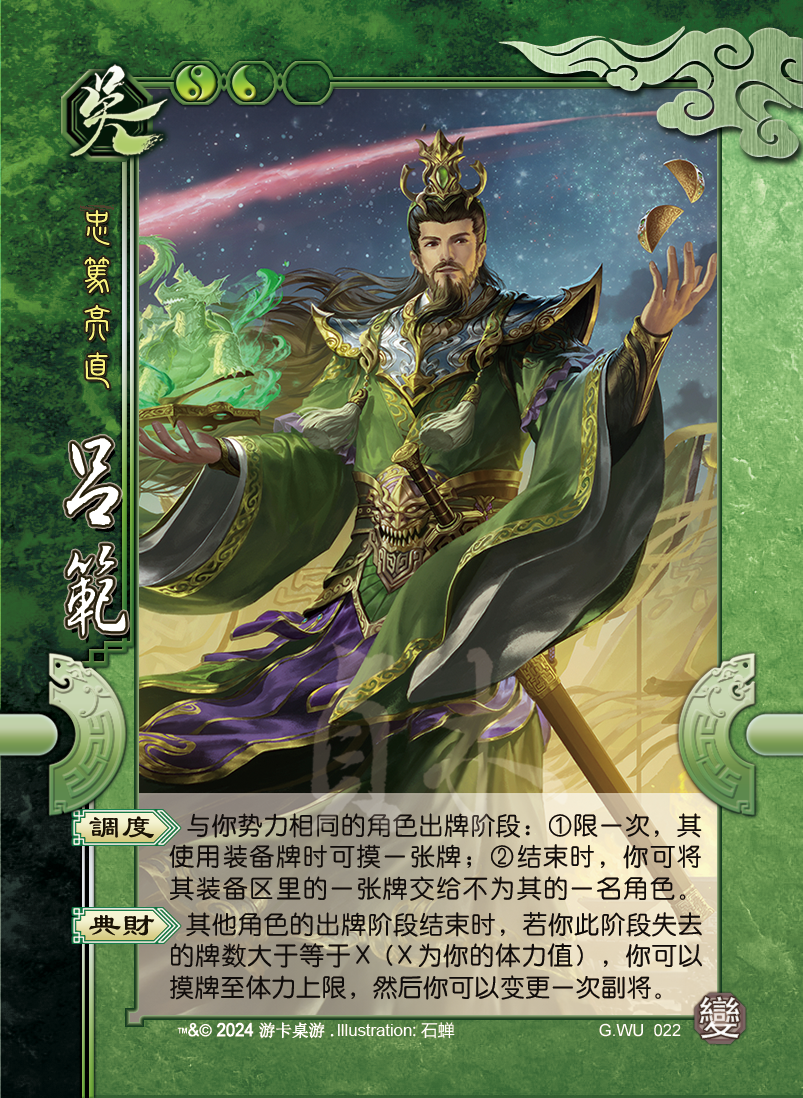 吴
忠篤亮直
呂範
調度
与你势力相同的角色出牌阶段：①限一次，其
使用装备牌时可摸一张牌；②结束时，你可将
其装备区里的一张牌交给不为其的一名角色。
典財
其他角色的出牌阶段结束时，若你此阶段失去
的牌数大于等于X（X为你的体力值），你可以
摸牌至体力上限，然后你可以变更一次副将。
™&© 2024 游卡桌游 . Illustration: 石蝉
G.WU 022
變